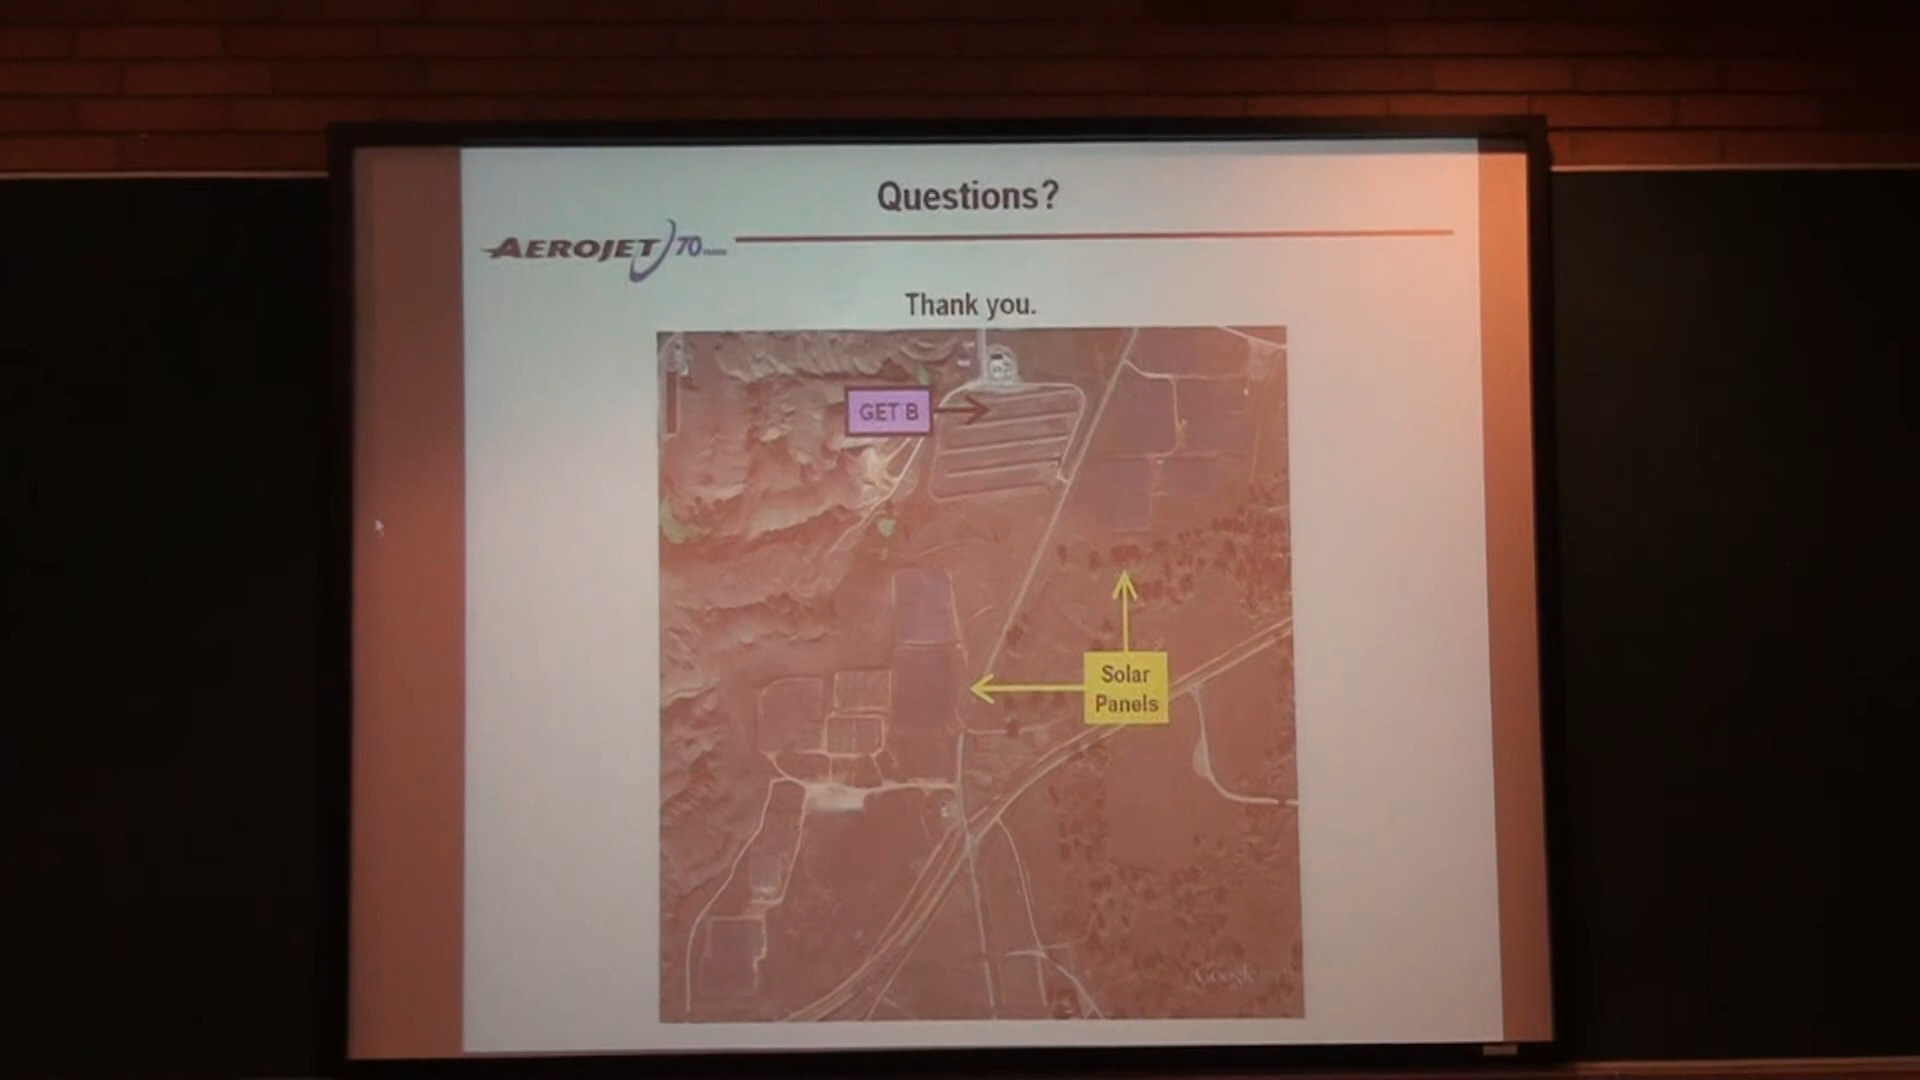 Questions?
AEROJET 70
Thank you.
GET B
Solar
Panels
Google